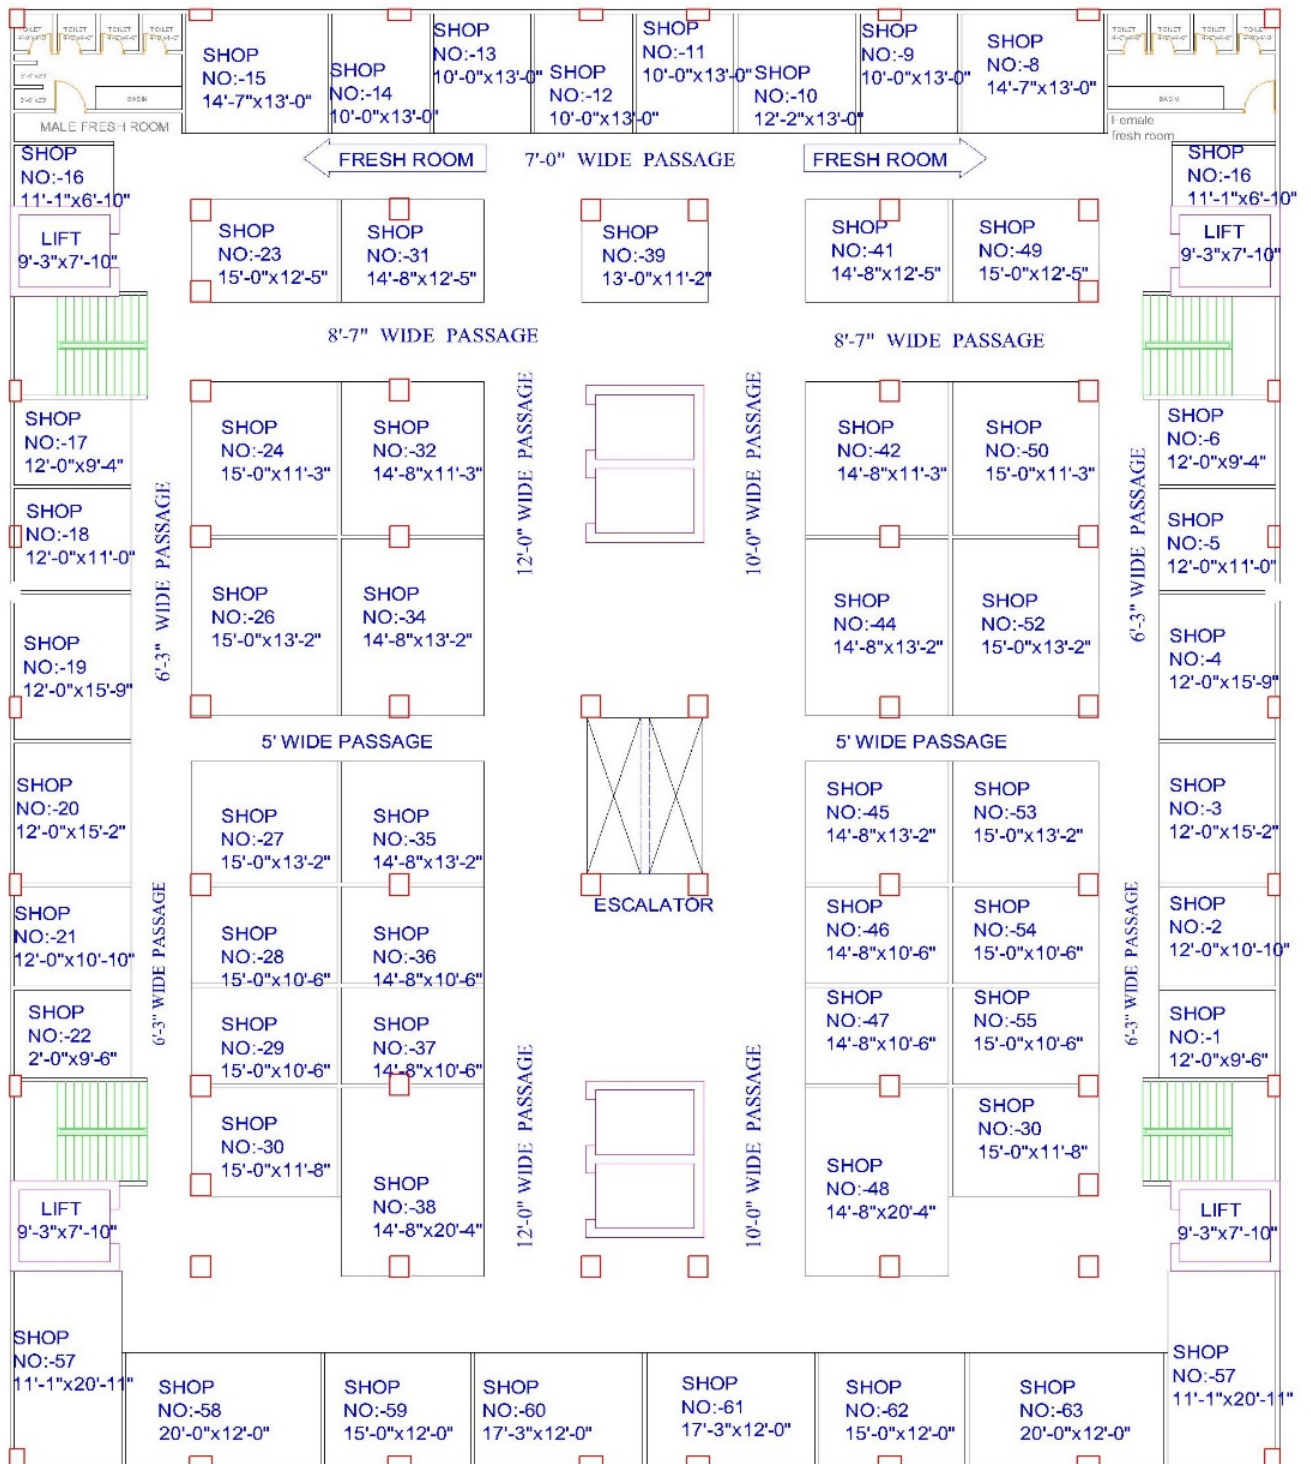 TOILET
TOILET
TOILET
TOILET
4'-0"x4'-0"
4'-0"x4'-0"
4'-0"x4'-0"
BASIN
MALE FRESH ROOM
SHOP
NO:-15
14'-7"x13'-0"
SHOP
NO:-14
10'-0"x13'-0"
SHOP
NO:-13
10'-0"x13'-0"
SHOP
NO:-12
10'-0"x13'-0"
SHOP
NO:-11
10'-0"x13'-0"
SHOP
NO:-10
12'-2"x13'-0"
SHOP
NO:-9
10'-0"x13'-0"
SHOP
NO:-8
14'-7"x13'-0"
TOILET
TOILET
TOILET
TOILET
BASIN
Female
fresh room
FRESH ROOM
7'-0" WIDE PASSAGE
FRESH ROOM
SHOP
NO:-16
11'-1"x6'-10"
SHOP
NO:-16
11'-1"x6'-10"
LIFT
9'-3"x7'-10"
SHOP
NO:-23
15'-0"x12'-5"
SHOP
NO:-31
14'-8"x12'-5"
SHOP
NO:-39
13'-0"x11'-2"
SHOP
NO:-41
14'-8"x12'-5"
SHOP
NO:-49
15'-0"x12'-5"
LIFT
9'-3"x7'-10"
8'-7" WIDE PASSAGE
8'-7" WIDE PASSAGE
SHOP
NO:-17
12'-0"x9'-4"
SHOP
NO:-24
15'-0"x11'-3"
SHOP
NO:-32
14'-8"x11'-3"
12'-0" WIDE PASSAGE
10'-0" WIDE PASSAGE
SHOP
NO:-42
14'-8"x11'-3"
SHOP
NO:-50
15'-0"x11'-3"
SHOP
NO:-6
12'-0"x9'-4"
SHOP
NO:-18
12'-0"x11'-0"
6'-3" WIDE PASSAGE
6'-3" WIDE PASSAGE
SHOP
NO:-5
12'-0"x11'-0"
SHOP
NO:-19
12'-0"x15'-9"
SHOP
NO:-26
15'-0"x13'-2"
SHOP
NO:-34
14'-8"x13'-2"
SHOP
NO:-44
14'-8"x13'-2"
SHOP
NO:-52
15'-0"x13'-2"
SHOP
NO:-4
12'-0"x15'-9"
5' WIDE PASSAGE
5' WIDE PASSAGE
SHOP
NO:-20
12'-0"x15'-2"
SHOP
NO:-27
15'-0"x13'-2"
SHOP
NO:-35
14'-8"x13'-2"
SHOP
NO:-45
14'-8"x13'-2"
SHOP
NO:-53
15'-0"x13'-2"
SHOP
NO:-3
12'-0"x15'-2"
ESCALATOR
SHOP
NO:-21
12'-0"x10'-10"
6'-3" WIDE PASSAGE
SHOP
NO:-28
15'-0"x10'-6"
SHOP
NO:-36
14'-8"x10'-6"
SHOP
NO:-46
14'-8"x10'-6"
SHOP
NO:-54
15'-0"x10'-6"
6'-3" WIDE PASSAGE
SHOP
NO:-2
12'-0"x10'-10"
SHOP
NO:-22
2'-0"x9'-6"
SHOP
NO:-29
15'-0"x10'-6"
SHOP
NO:-37
14'-8"x10'-6"
SHOP
NO:-47
14'-8"x10'-6"
SHOP
NO:-55
15'-0"x10'-6"
SHOP
NO:-1
12'-0"x9'-6"
SHOP
NO:-30
15'-0"x11'-8"
SHOP
NO:-38
14'-8"x20'-4"
12'-0" WIDE PASSAGE
10'-0" WIDE PASSAGE
SHOP
NO:-48
14'-8"x20'-4"
SHOP
NO:-30
15'-0"x11'-8"
LIFT
9'-3"x7'-10"
LIFT
9'-3"x7'-10"
SHOP
NO:-57
11'-1"x20'-11"
SHOP
NO:-58
20'-0"x12'-0"
SHOP
NO:-59
15'-0"x12'-0"
SHOP
NO:-60
17'-3"x12'-0"
SHOP
NO:-61
17'-3"x12'-0"
SHOP
NO:-62
15'-0"x12'-0"
SHOP
NO:-63
20'-0"x12'-0"
SHOP
NO:-57
11'-1"x20'-11"